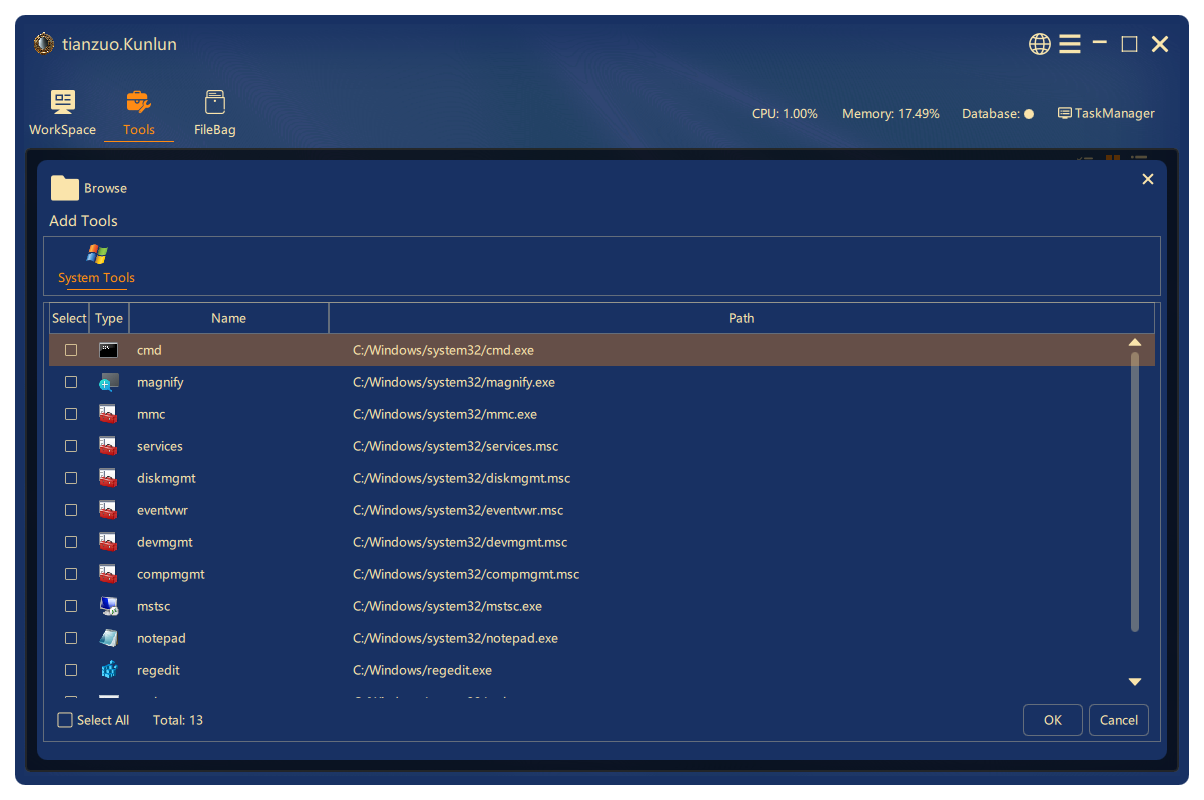 tianzuo.Kunlun
WorkSpace Tools FileBag CPU: 1.00% Memory: 17.49% Database: TaskManager
Browse
Add Tools
System Tools
Select Type Name Path
cmd C:/Windows/system32/cmd.exe
magnify C:/Windows/system32/magnify.exe
mmc C:/Windows/system32/mmc.exe
services C:/Windows/system32/services.msc
diskmgmt C:/Windows/system32/diskmgmt.msc
eventvwr C:/Windows/system32/eventvwr.msc
devmgmt C:/Windows/system32/devmgmt.msc
compmgmt C:/Windows/system32/compmgmt.msc
mstsc C:/Windows/system32/mstsc.exe
notepad C:/Windows/system32/notepad.exe
regedit C:/Windows/regedit.exe
Select All Total: 13 OK Cancel